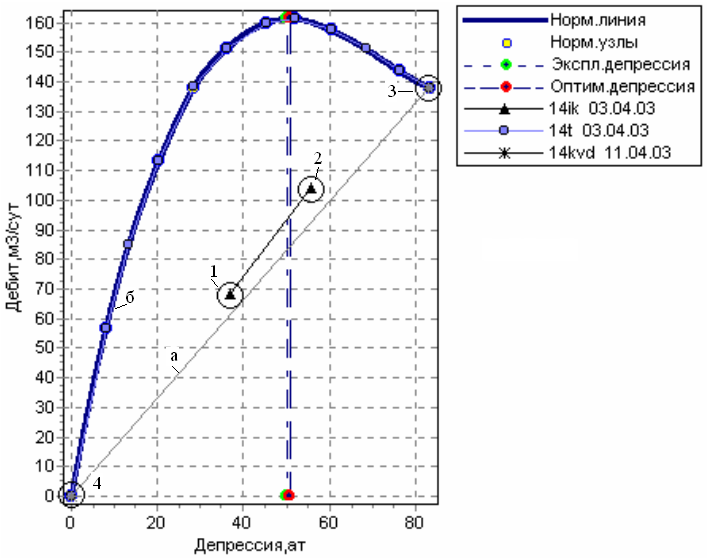 160
150
140
130
120
110
100
90
80
70
60
50
40
30
20
10
0
Дебит,м3/сут
0 20 40 60 80
Депрессия,ат
1
2
3
4
а
б
Норм.линия
Норм.узлы
Экспл.депрессия
Оптим.депрессия
14ik 03.04.03
14t 03.04.03
14kvd 11.04.03